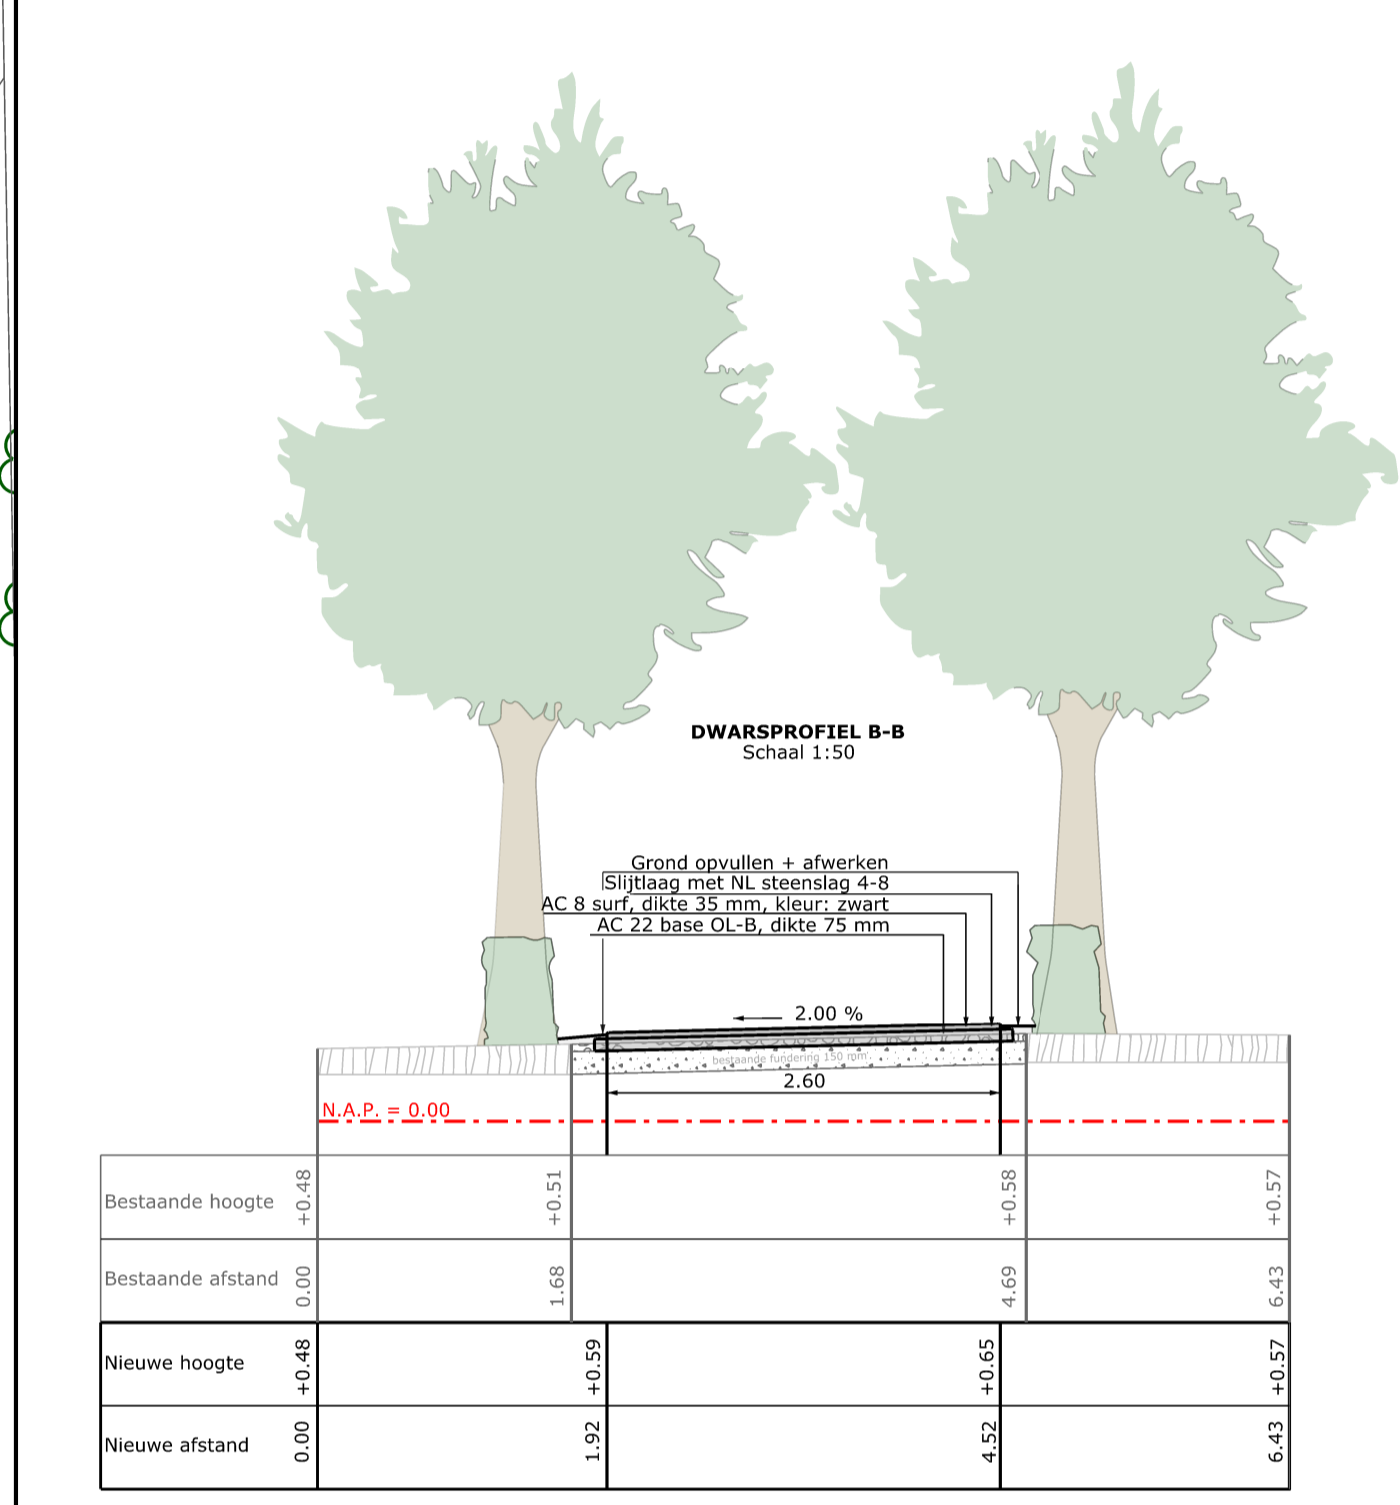 DWARSPROFIEL B-B
Schaal 1:50
Grond opvullen + afwerken
Slijtlaag met NL steenslag 4-8
AC 8 surf, dikte 35 mm, kleur: zwart
AC 22 base OL-B, dikte 75 mm
2.00 %
bestaande fundering 150 mm
2.60
N.A.P. = 0.00
Bestaande hoogte +0.48 +0.51 +0.58 +0.57
Bestaande afstand 0.00 1.68 4.69 6.43
Nieuwe hoogte +0.48 +0.59 +0.65 +0.57
Nieuwe afstand 0.00 1.92 4.52 6.43